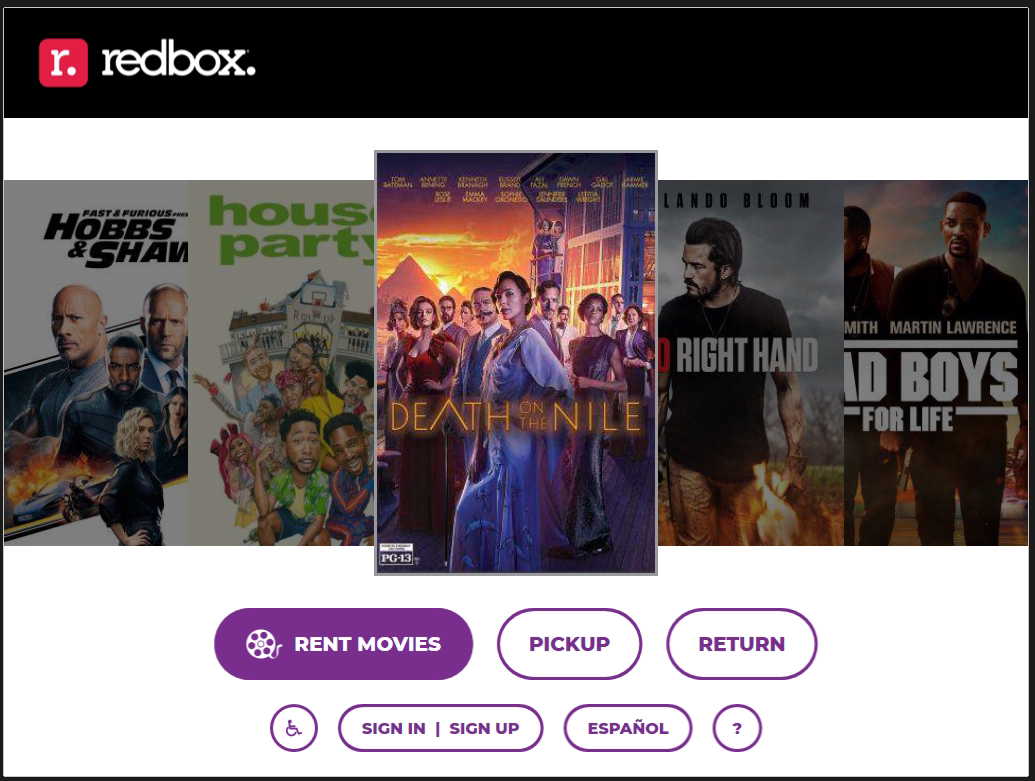 r. redbox.
FAST & FURIOUS
HOBBS
& SHAW
house
party
TOM BATEMAN ANNETTE BENING KENNETH BRANAGH RUSSELL BRAND ALI FAZAL DAWN FRENCH GAL GADOT ARMIE HAMMER
ROSE LESLIE EMMA MACKEY SOPHIE OKONEDO JENNIFER SAUNDERS LETITIA WRIGHT
DEATH ON THE NILE
PG-13
LANDO BLOOM
D RIGHT HAND
MITH MARTIN LAWRENCE
AD BOYS
FOR LIFE
RENT MOVIES
PICKUP
RETURN
SIGN IN | SIGN UP
ESPAÑOL
?